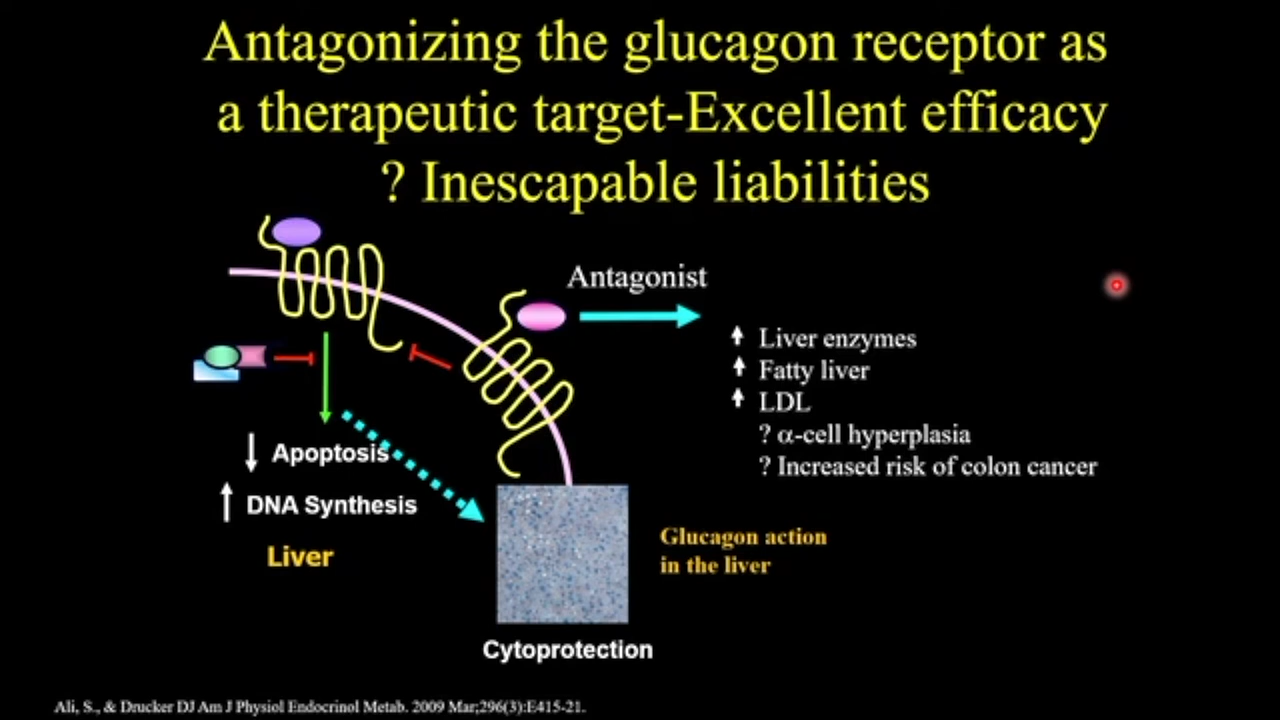 Antagonizing the glucagon receptor as
a therapeutic target-Excellent efficacy
? Inescapable liabilities
Antagonist
Liver enzymes
Fatty liver
LDL
? α-cell hyperplasia
? Increased risk of colon cancer
Apoptosis
DNA Synthesis
Liver
Glucagon action
in the liver
Cytoprotection
Ali, S., & Drucker DJ Am J Physiol Endocrinol Metab. 2009 Mar;296(3):E415-21.